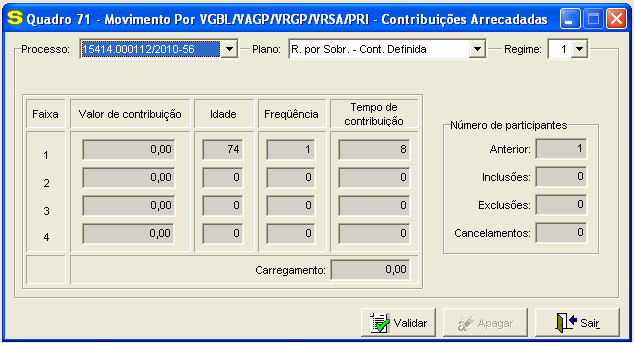 S Quadro 71 - Movimento Por VGBL/VAGP/VRGP/VRSA/PRI - Contribuições Arrecadadas
Processo: 15414.000112/2010-56 Plano: R. por Sobr. - Cont. Definida Regime: 1
Faixa Valor de contribuição Idade Freqüência Tempo de contribuição
1 0,00 74 1 8
2 0,00 0 0 0
3 0,00 0 0 0
4 0,00 0 0 0
Carregamento: 0,00
Número de participantes
Anterior: 1
Inclusões: 0
Exclusões: 0
Cancelamentos: 0
Validar Apagar Sair